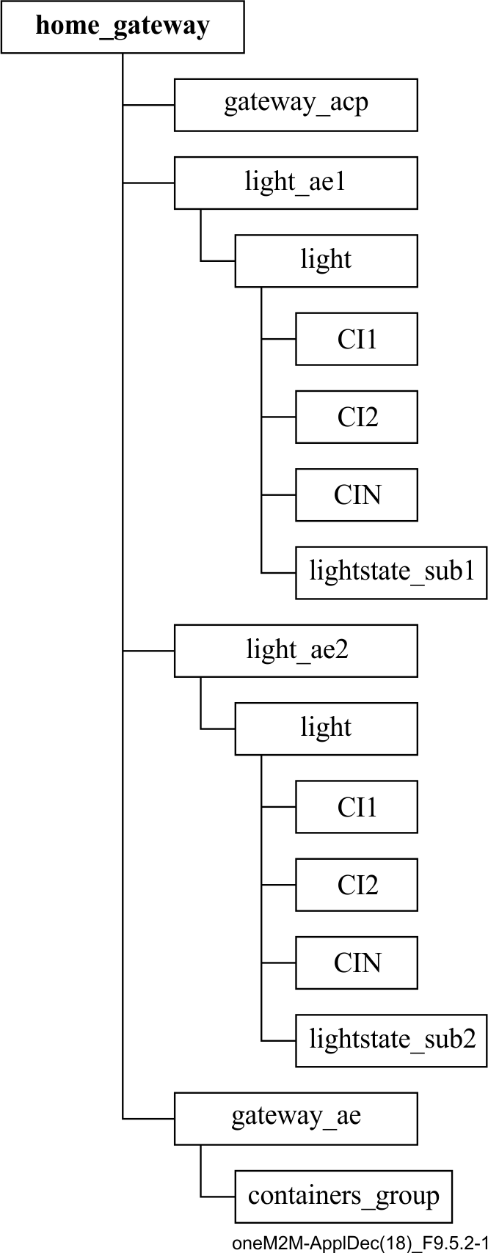 home_gateway
gateway_acp
light_ae1
light
CI1
CI2
CIN
lightstate_sub1
light_ae2
light
CI1
CI2
CIN
lightstate_sub2
gateway_ae
containers_group
oneM2M-ApplDec(18)_F9.5.2-1